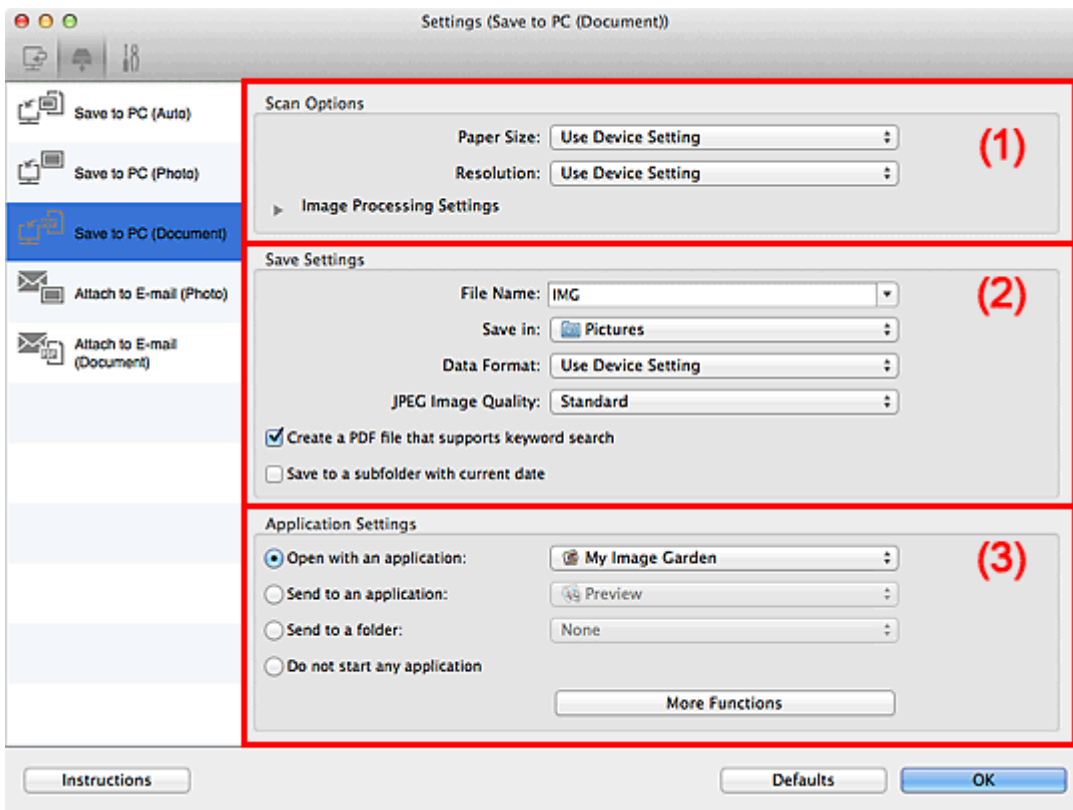 Settings (Save to PC (Document))
Save to PC (Auto)
Save to PC (Photo)
Save to PC (Document)
Attach to E-mail (Photo)
Attach to E-mail
(Document)
Scan Options
(1)
Paper Size: Use Device Setting
Resolution: Use Device Setting
Image Processing Settings
Save Settings
(2)
File Name: IMG
Save in: Pictures
Data Format: Use Device Setting
JPEG Image Quality: Standard
Create a PDF file that supports keyword search
Save to a subfolder with current date
Application Settings
(3)
Open with an application: My Image Garden
Send to an application: Preview
Send to a folder: None
Do not start any application
More Functions
Instructions
Defaults
OK